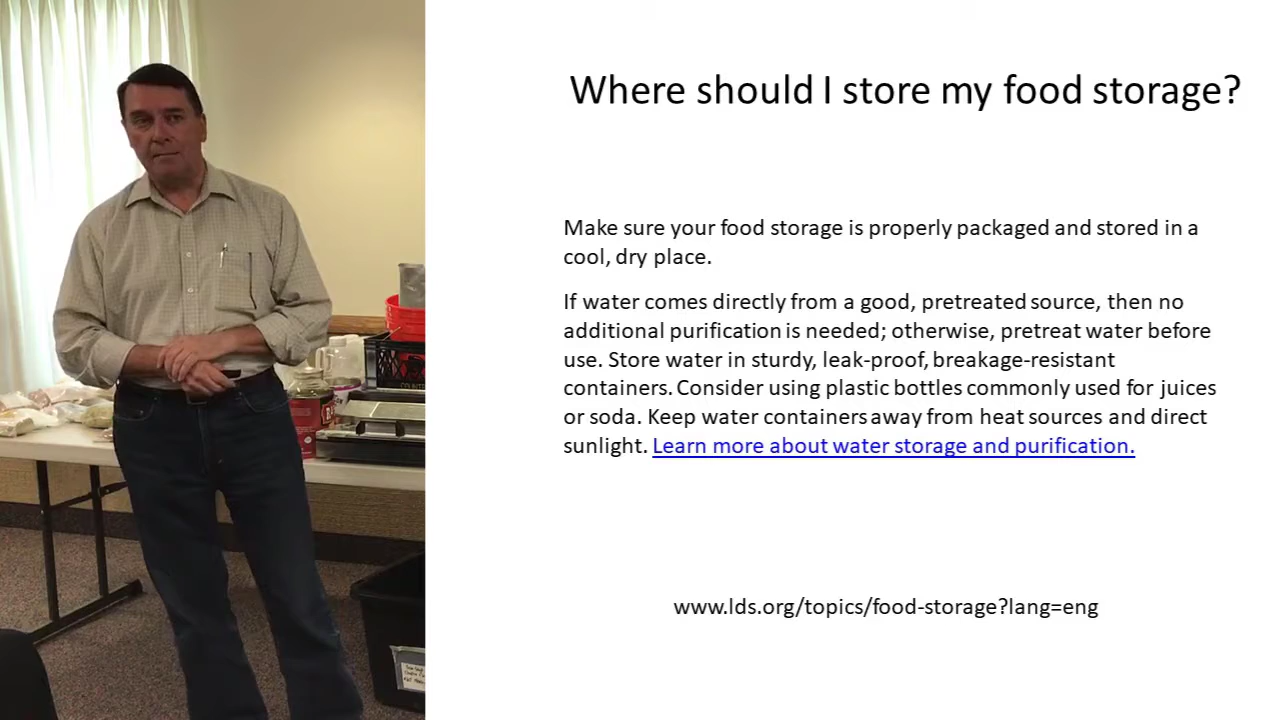 Where should I store my food storage?
Make sure your food storage is properly packaged and stored in a
cool, dry place.
If water comes directly from a good, pretreated source, then no
additional purification is needed; otherwise, pretreat water before
use. Store water in sturdy, leak-proof, breakage-resistant
containers. Consider using plastic bottles commonly used for juices
or soda. Keep water containers away from heat sources and direct
sunlight. Learn more about water storage and purification.
www.lds.org/topics/food-storage?lang=eng